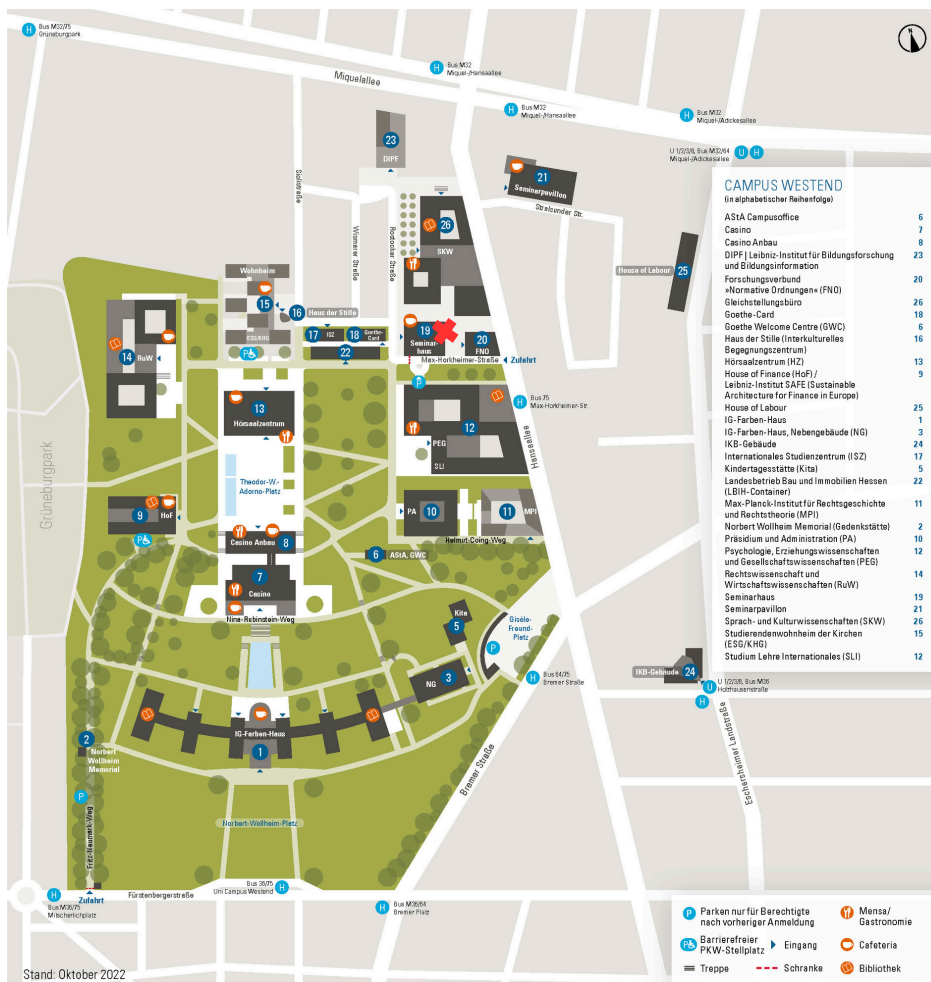 Bus M32/75
Grüneburgpark
H
N
Bus M32
Miquel-/Hansaallee
H
Miquelallee
Bus M32
Miquel-/Hansaallee
H
Bus M32
Miquel-/Adickesallee
H
U 1/2/3/8, Bus M32/64
Miquel-/Adickesallee
U H
23
DIPF
21
Seminarpavillon
Stralsunder Str.
Siolistraße
Wismarer Straße
Rostocker Straße
26
SKW
House of Labour
25
Wohnheim
15
16
Haus der Stille
ESG/KHG
17
ISZ
18
Goethe-
Card
22
19
Seminar-
haus
20
FNO
Max-Horkheimer-Straße
Zufahrt
14
RuW
P
P
H
Bus 75
Max-Horkheimer-Str.
13
Hörsaalzentrum
12
PEG
SLI
Hansaallee
Grüneburgpark
Theodor-W.-
Adorno-Platz
9
HoF
P
PA
10
11
MPI
Helmut-Coing-Weg
Casino Anbau
8
6
AStA, GWC
7
Casino
Nina-Rubinstein-Weg
Kita
5
Gisèle-
Freund-
Platz
P
NG
3
H
Bus 64/75
Bremer Straße
IKB-Gebäude
24
U 1/2/3/8, Bus M36
Holzhausenstraße
U
H
IG-Farben-Haus
1
2
Norbert
Wollheim
Memorial
P
Fritz-Neumark-Weg
Norbert-Wollheim-Platz
Bremer Straße
Eschersheimer Landstraße
Zufahrt
Fürstenbergerstraße
Bus 36/75
Uni Campus Westend
H
H
Bus M36/75
Mitscherlichplatz
H
Bus M36/64
Bremer Platz
CAMPUS WESTEND
(in alphabetischer Reihenfolge)
AStA Campusoffice 6
Casino 7
Casino Anbau 8
DIPF | Leibniz-Institut für Bildungsforschung 23
und Bildungsinformation
Forschungsverbund 20
»Normative Ordnungen« (FNO)
Gleichstellungsbüro 26
Goethe-Card 18
Goethe Welcome Centre (GWC) 6
Haus der Stille (Interkulturelles 16
Begegnungszentrum)
Hörsaalzentrum (HZ) 13
House of Finance (HoF) / 9
Leibniz-Institut SAFE (Sustainable
Architecture for Finance in Europe)
House of Labour 25
IG-Farben-Haus 1
IG-Farben-Haus, Nebengebäude (NG) 3
IKB-Gebäude 24
Internationales Studienzentrum (ISZ) 17
Kindertagesstätte (Kita) 5
Landesbetrieb Bau und Immobilien Hessen 22
(LBIH-Container)
Max-Planck-Institut für Rechtsgeschichte 11
und Rechtstheorie (MPI)
Norbert Wollheim Memorial (Gedenkstätte) 2
Präsidium und Administration (PA) 10
Psychologie, Erziehungswissenschaften 12
und Gesellschaftswissenschaften (PEG)
Rechtswissenschaft und 14
Wirtschaftswissenschaften (RuW)
Seminarhaus 19
Seminarpavillon 21
Sprach- und Kulturwissenschaften (SKW) 26
Studierendenwohnheim der Kirchen 15
(ESG/KHG)
Studium Lehre Internationales (SLI) 12
P Parken nur für Berechtigte
nach vorheriger Anmeldung
P Barrierefreier
PKW-Stellplatz
Eingang
Treppe
Schranke
Mensa/
Gastronomie
Cafeteria
Bibliothek
Stand: Oktober 2022